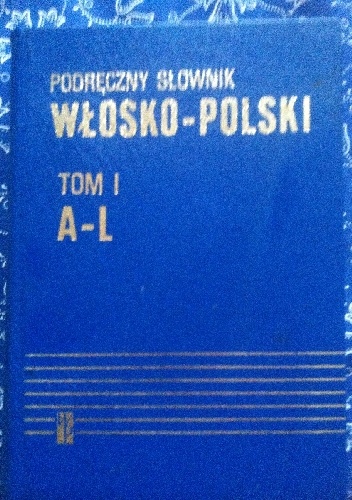 PODRĘCZNY SŁOWNIK
WŁOSKO-POLSKI
TOM I
A-L